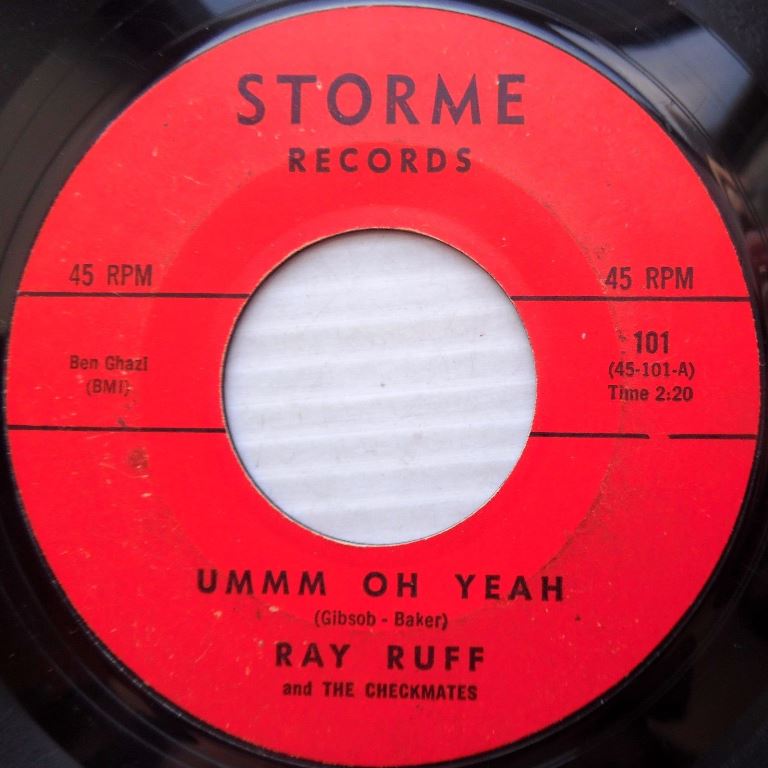 STORME
RECORDS
45 RPM
45 RPM
Ben Ghazi
(BMI)
101
(45-101-A)
Time 2:20
UMMM OH YEAH
(Gibsob - Baker)
RAY RUFF
and THE CHECKMATES